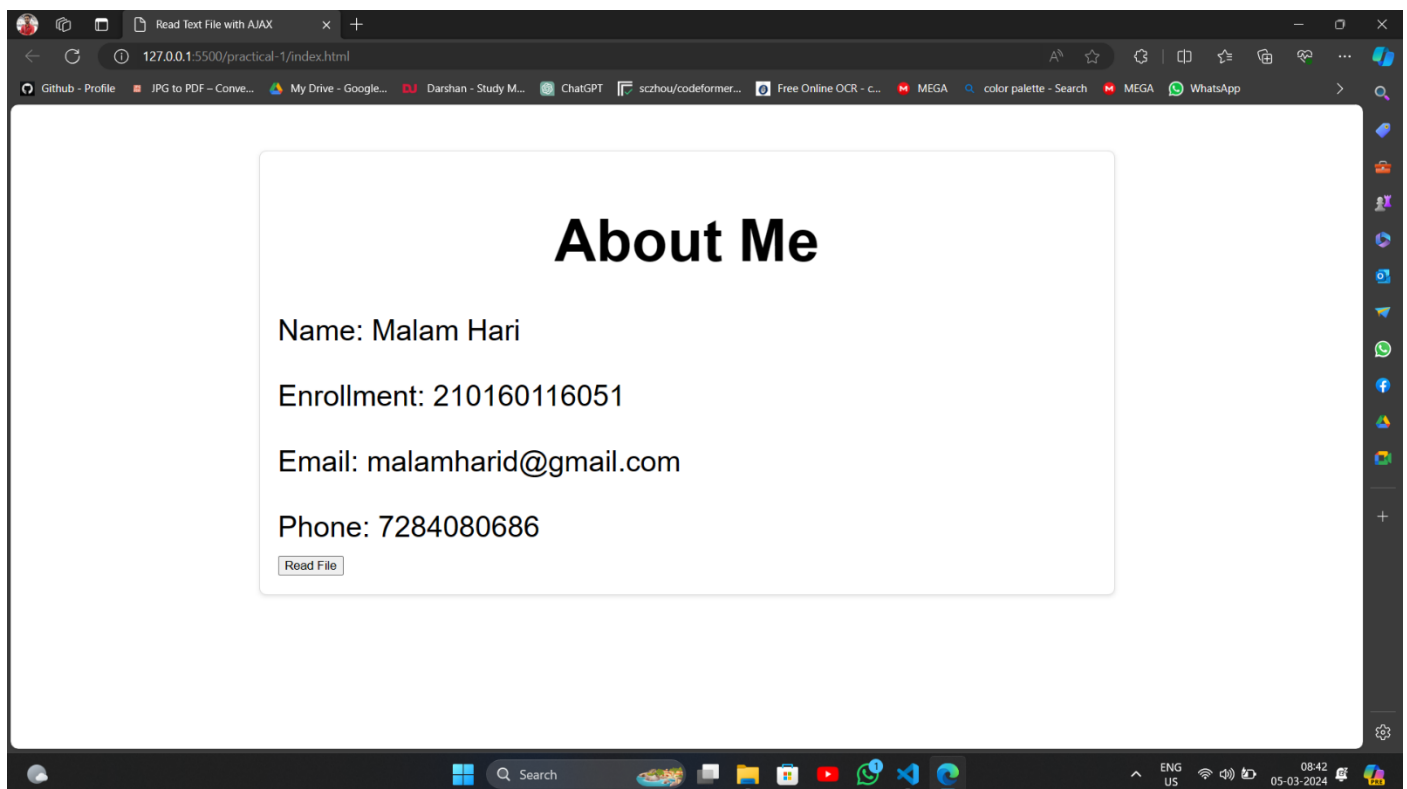 Read Text File with AJAX
127.0.0.1:5500/practical-1/index.html
Github - Profile JPG to PDF – Conve... My Drive - Google... DU Darshan - Study M... ChatGPT sczhou/codeformer... Free Online OCR - c... MEGA color palette - Search MEGA WhatsApp
About Me
Name: Malam Hari
Enrollment: 210160116051
Email: malamharid@gmail.com
Phone: 7284080686
Read File
Search
1
ENG
US
08:42
05-03-2024